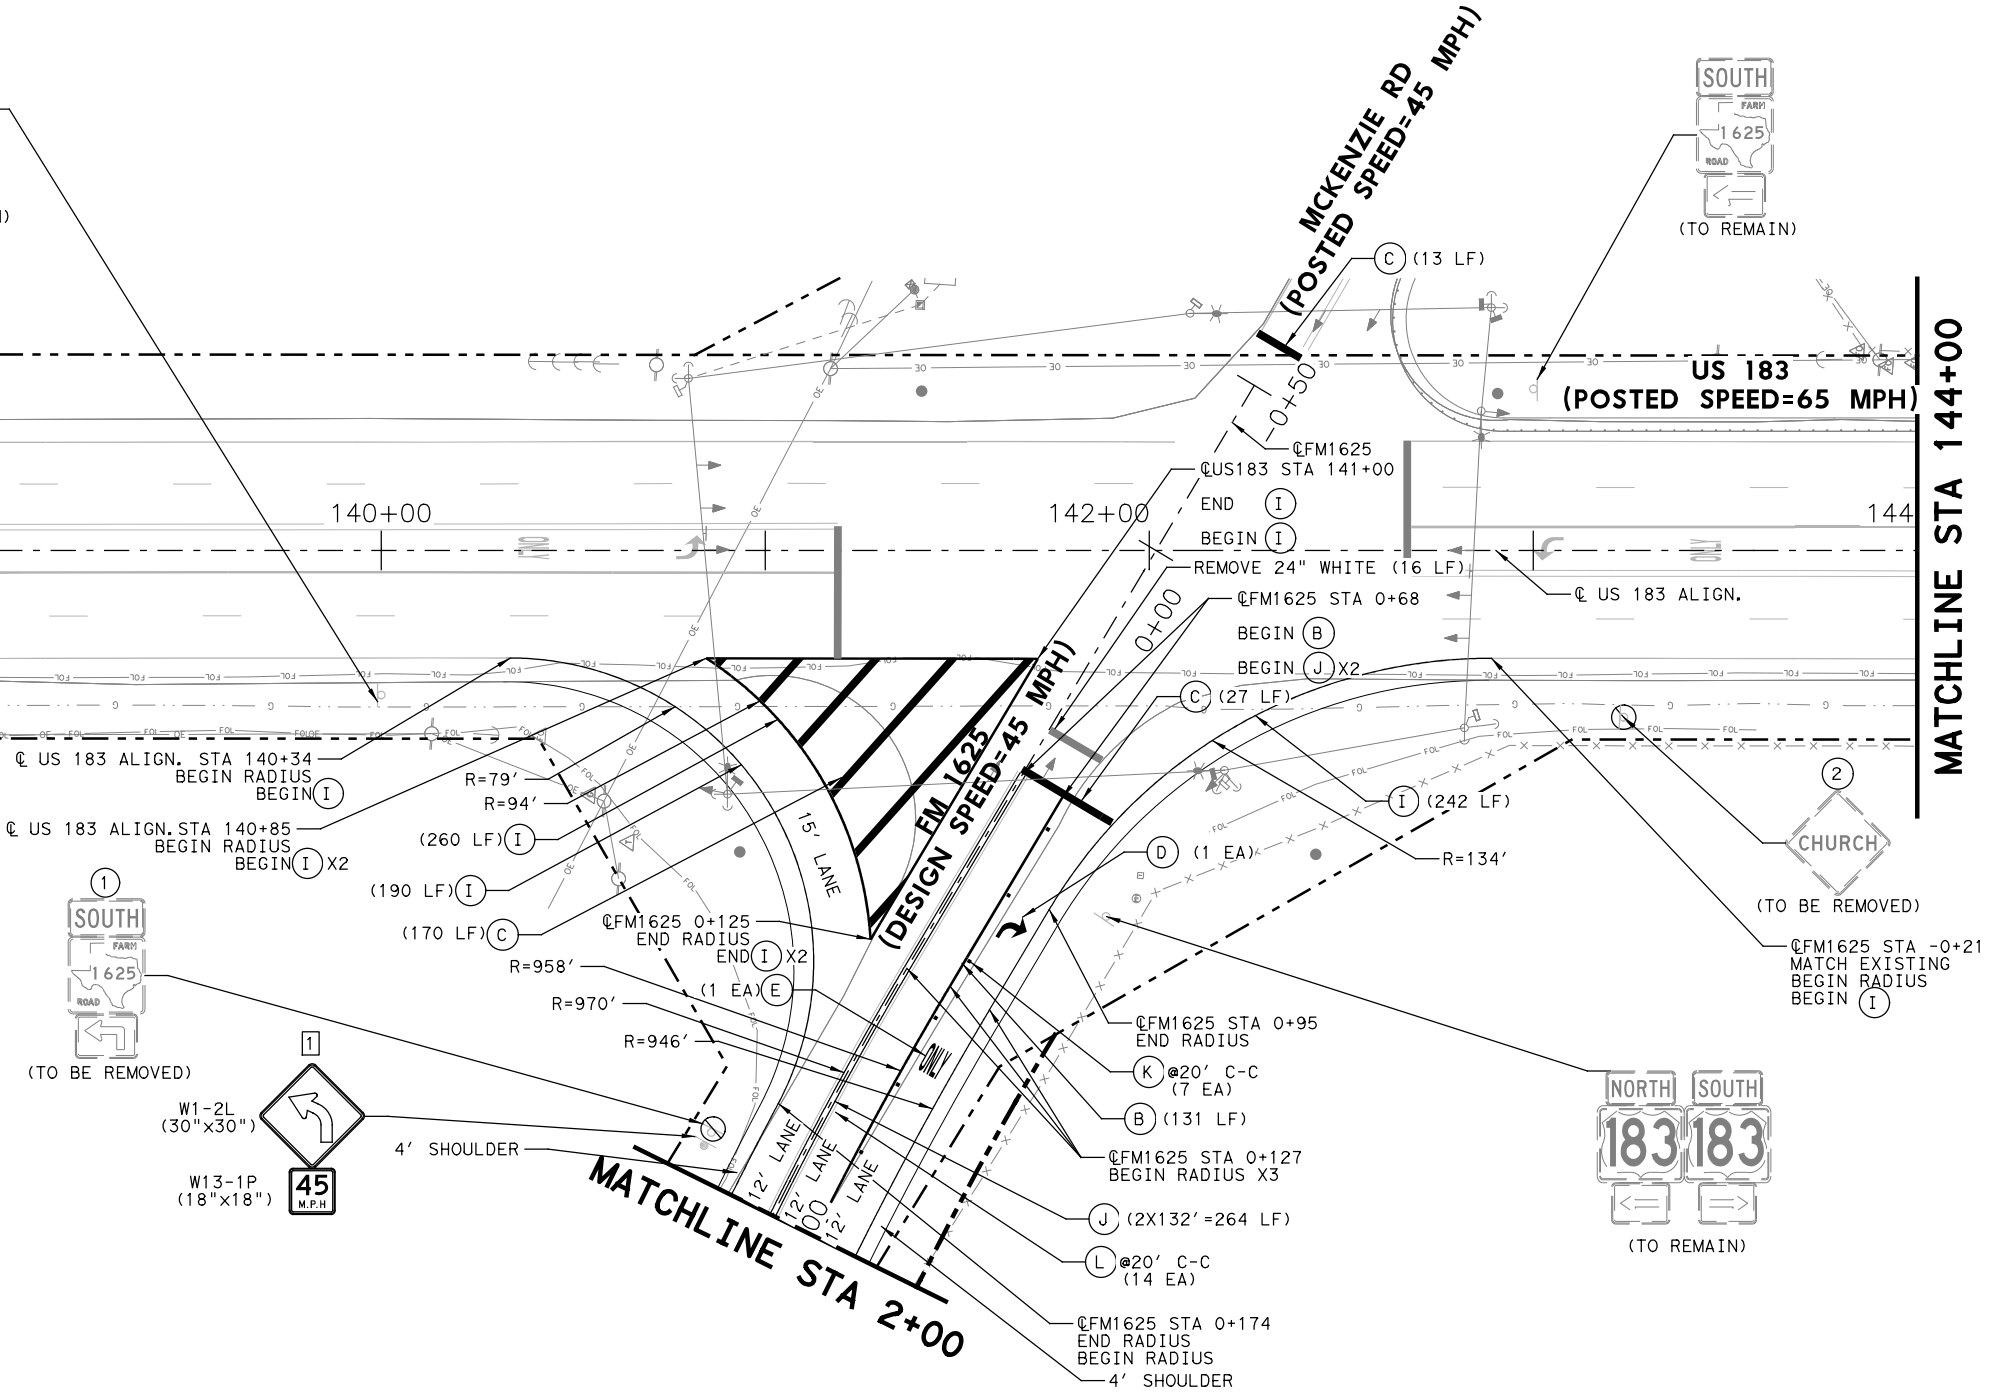 MCKENZIE RD
(POSTED SPEED=45 MPH)
SOUTH
FARM
1625
ROAD
(TO REMAIN)
C (13 LF)
US 183
(POSTED SPEED=65 MPH)
MATCHLINE STA 144+00
-0+50
℄FM1625
℄US183 STA 141+00
END I
BEGIN I
140+00
142+00
144
ONLY
ONLY
REMOVE 24" WHITE (16 LF)
℄ US 183 ALIGN.
0+00
℄FM1625 STA 0+68
BEGIN B
BEGIN J X2
C (27 LF)
FM 1625
(DESIGN SPEED=45 MPH)
℄ US 183 ALIGN. STA 140+34
BEGIN RADIUS
BEGIN I
R=79'
R=94'
℄ US 183 ALIGN. STA 140+85
BEGIN RADIUS
BEGIN I X2
(260 LF) I
(190 LF) I
(170 LF) C
15' LANE
I (242 LF)
R=134'
D (1 EA)
2
CHURCH
(TO BE REMOVED)
1
SOUTH
FARM
1625
ROAD
(TO BE REMOVED)
℄FM1625 0+125
END RADIUS
END I X2
R=958'
(1 EA) E
R=970'
R=946'
℄FM1625 STA -0+21
MATCH EXISTING
BEGIN RADIUS
BEGIN I
℄FM1625 STA 0+95
END RADIUS
ONLY
K @20' C-C
(7 EA)
B (131 LF)
℄FM1625 STA 0+127
BEGIN RADIUS X3
1
W1-2L
(30"x30")
W13-1P
(18"x18")
45
M.P.H
4' SHOULDER
12' LANE
12' LANE
12' LANE
00
J (2X132'=264 LF)
L @20' C-C
(14 EA)
NORTH
SOUTH
183
183
(TO REMAIN)
MATCHLINE STA 2+00
℄FM1625 STA 0+174
END RADIUS
BEGIN RADIUS
4' SHOULDER